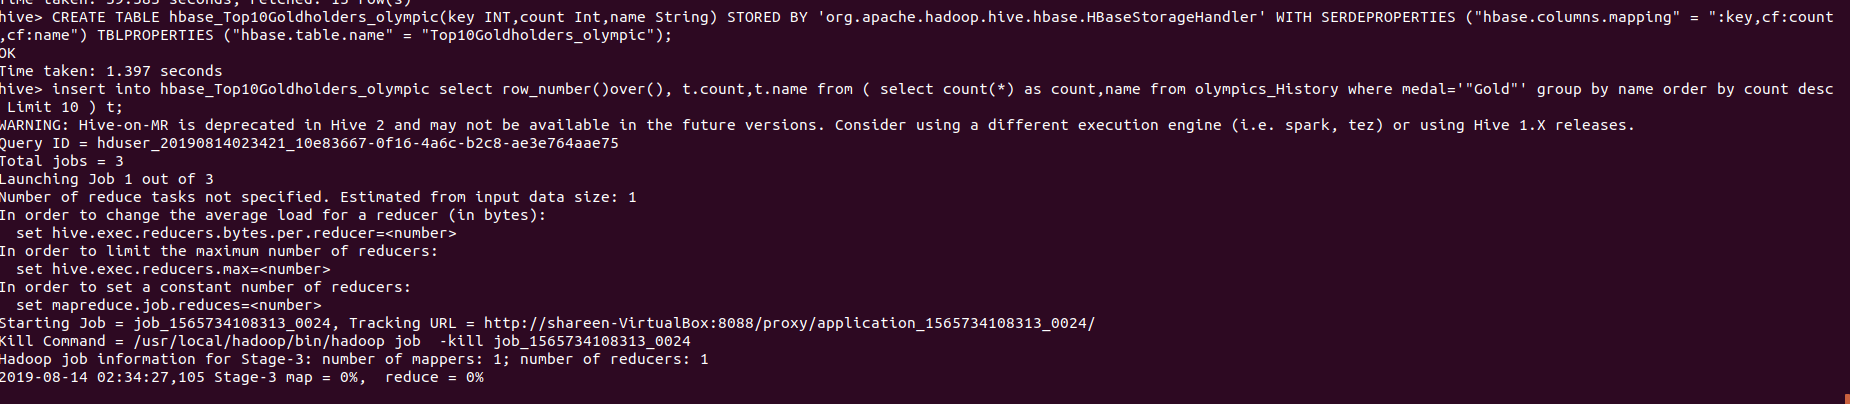 Time taken: 59.585 seconds, Fetched: 15 row(s)
hive> CREATE TABLE hbase_Top10Goldholders_olympic(key INT,count Int,name String) STORED BY 'org.apache.hadoop.hive.hbase.HBaseStorageHandler' WITH SERDEPROPERTIES ("hbase.columns.mapping" = ":key,cf:count
,cf:name") TBLPROPERTIES ("hbase.table.name" = "Top10Goldholders_olympic");
OK
Time taken: 1.397 seconds
hive> insert into hbase_Top10Goldholders_olympic select row_number()over(), t.count,t.name from ( select count(*) as count,name from olympics_History where medal='"Gold"' group by name order by count desc
 Limit 10 ) t;
WARNING: Hive-on-MR is deprecated in Hive 2 and may not be available in the future versions. Consider using a different execution engine (i.e. spark, tez) or using Hive 1.X releases.
Query ID = hduser_20190814023421_10e83667-0f16-4a6c-b2c8-ae3e764aae75
Total jobs = 3
Launching Job 1 out of 3
Number of reduce tasks not specified. Estimated from input data size: 1
In order to change the average load for a reducer (in bytes):
  set hive.exec.reducers.bytes.per.reducer=<number>
In order to limit the maximum number of reducers:
  set hive.exec.reducers.max=<number>
In order to set a constant number of reducers:
  set mapreduce.job.reduces=<number>
Starting Job = job_1565734108313_0024, Tracking URL = http://shareen-VirtualBox:8088/proxy/application_1565734108313_0024/
Kill Command = /usr/local/hadoop/bin/hadoop job  -kill job_1565734108313_0024
Hadoop job information for Stage-3: number of mappers: 1; number of reducers: 1
2019-08-14 02:34:27,105 Stage-3 map = 0%,  reduce = 0%